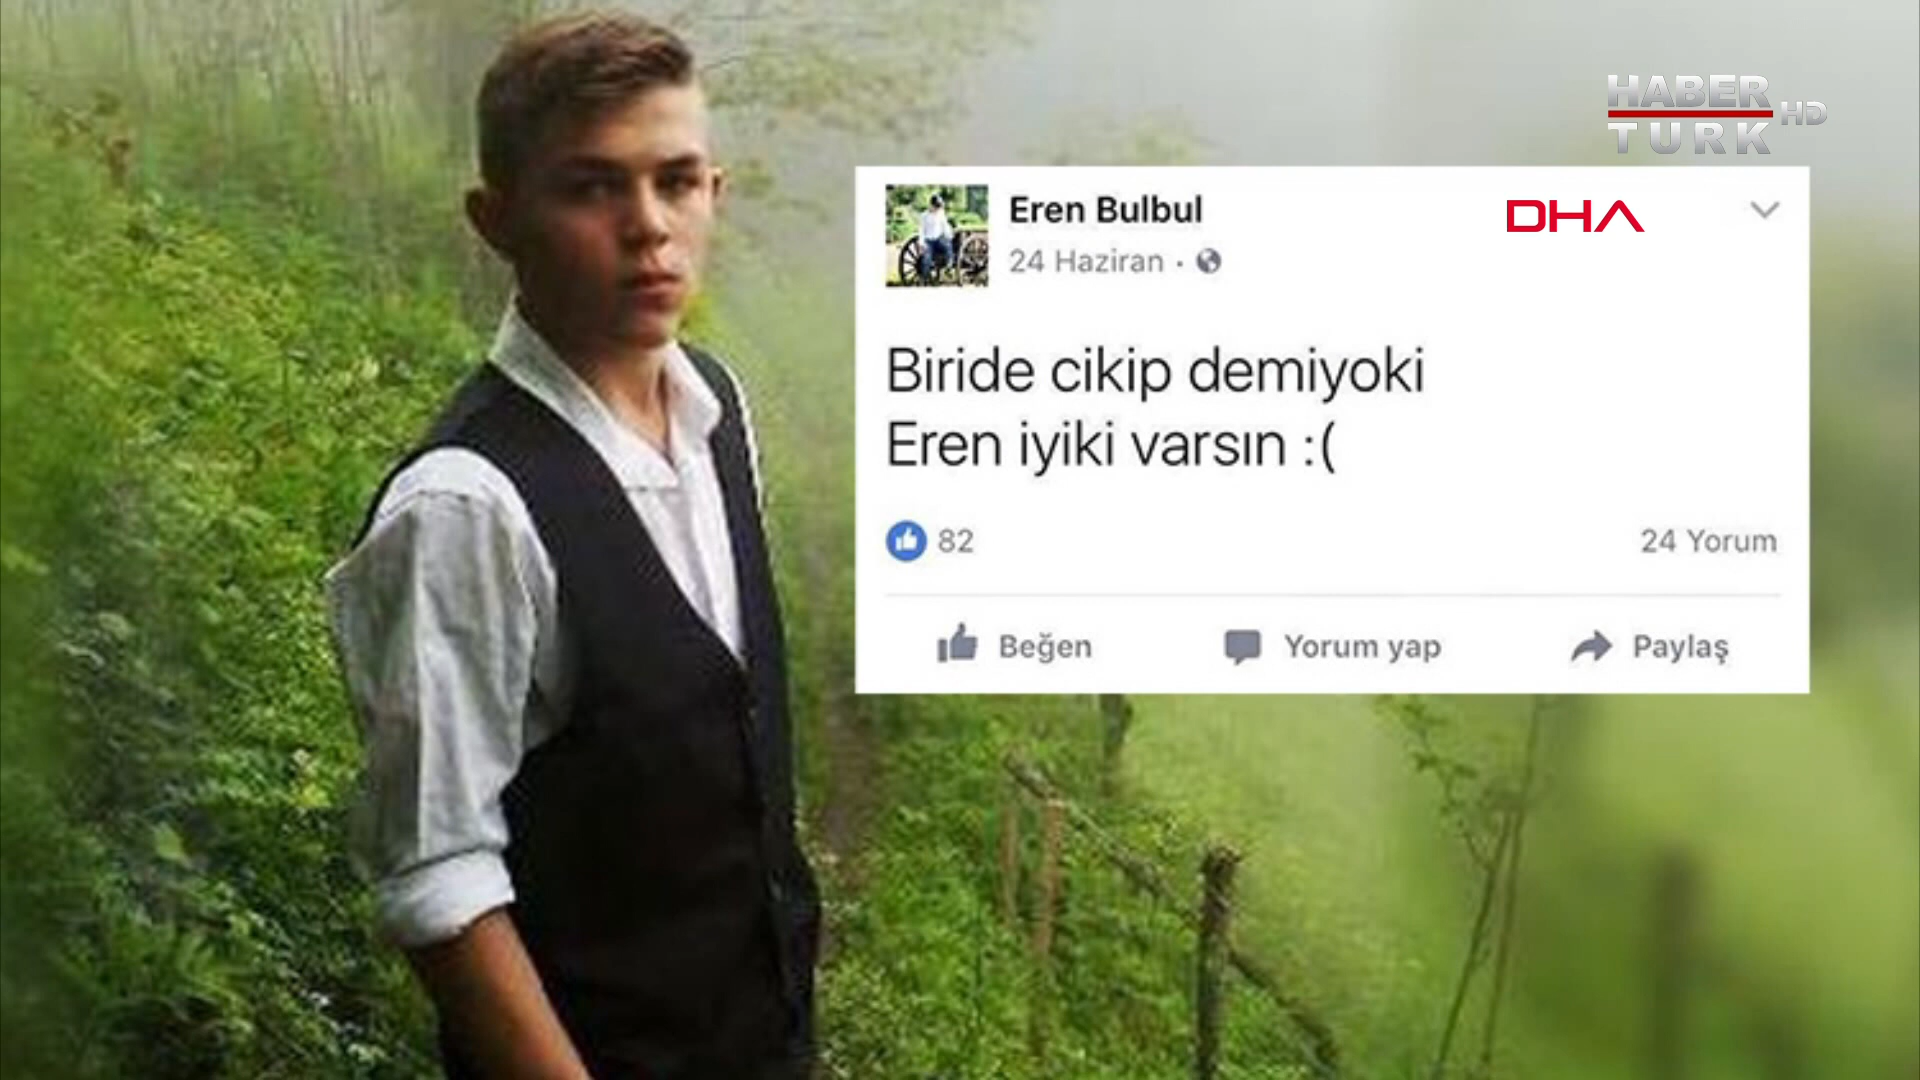 HABER
TURK HD
Eren Bulbul
DHA
24 Haziran ·
Biride cikip demiyoki
Eren iyiki varsın :(
82
24 Yorum
Beğen
Yorum yap
Paylaş